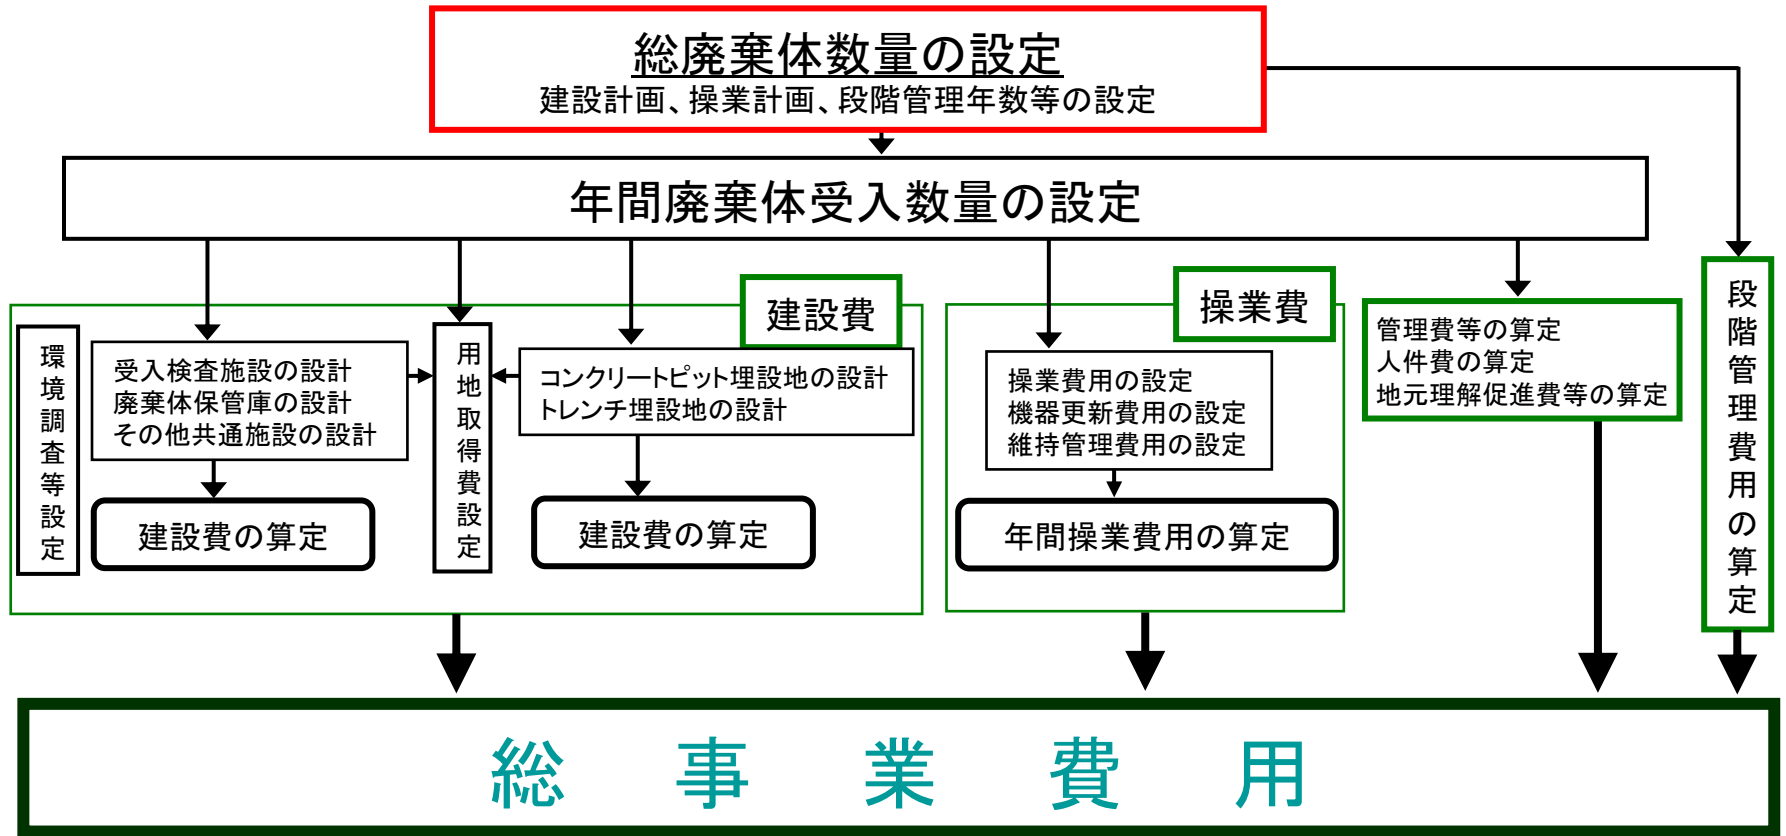 総廃棄体数量の設定
建設計画、操業計画、段階管理年数等の設定
年間廃棄体受入数量の設定
建設費
環境調査等設定
受入検査施設の設計
廃棄体保管庫の設計
その他共通施設の設計
建設費の算定
用地取得費設定
コンクリートピット埋設地の設計
トレンチ埋設地の設計
建設費の算定
操業費
操業費用の設定
機器更新費用の設定
維持管理費用の設定
年間操業費用の算定
管理費等の算定
人件費の算定
地元理解促進費等の算定
段階管理費用の算定
総事業費用